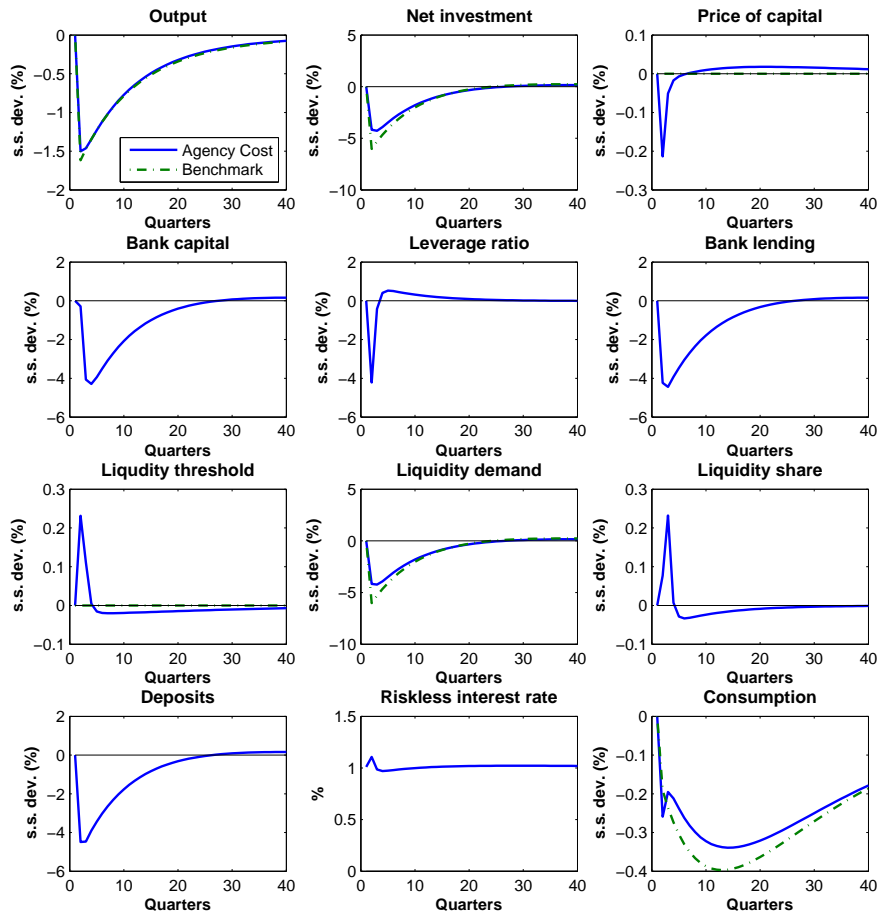 Output
s.s. dev. (%)
0
−0.5
−1
−1.5
−2
0 10 20 30 40
Quarters
Agency Cost
Benchmark
Net investment
s.s. dev. (%)
5
0
−5
−10
0 10 20 30 40
Quarters
Price of capital
s.s. dev. (%)
0.1
0
−0.1
−0.2
−0.3
0 10 20 30 40
Quarters
Bank capital
s.s. dev. (%)
2
0
−2
−4
−6
0 10 20 30 40
Quarters
Leverage ratio
s.s. dev. (%)
2
0
−2
−4
−6
0 10 20 30 40
Quarters
Bank lending
s.s. dev. (%)
2
0
−2
−4
−6
0 10 20 30 40
Quarters
Liqudity threshold
s.s. dev. (%)
0.3
0.2
0.1
0
−0.1
0 10 20 30 40
Quarters
Liquidity demand
s.s. dev. (%)
5
0
−5
−10
0 10 20 30 40
Quarters
Liquidity share
s.s. dev. (%)
0.3
0.2
0.1
0
−0.1
0 10 20 30 40
Quarters
Deposits
s.s. dev. (%)
2
0
−2
−4
−6
0 10 20 30 40
Quarters
Riskless interest rate
%
1.5
1
0.5
0
0 10 20 30 40
Quarters
Consumption
s.s. dev. (%)
0
−0.1
−0.2
−0.3
−0.4
0 10 20 30 40
Quarters